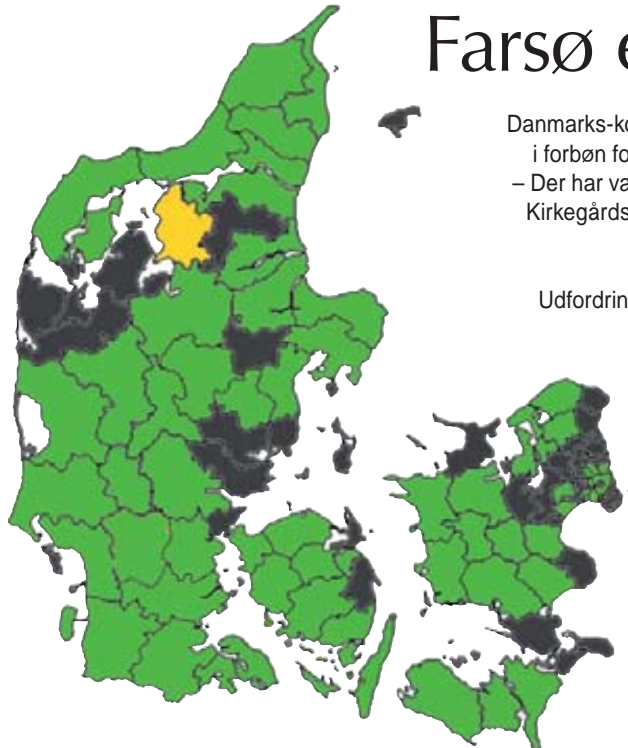 Farsø e
Danmarks-ko
i forbøn fo
– Der har va
Kirkegårds
Udfordrin